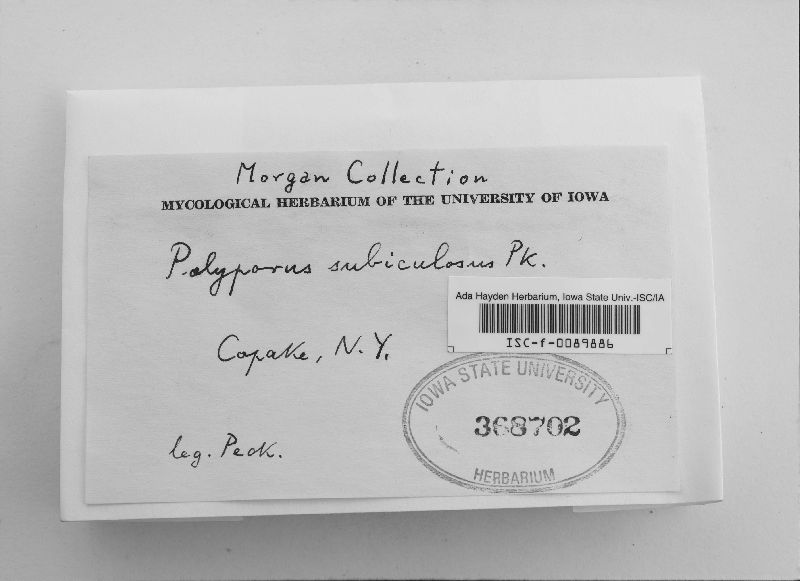 Morgan Collection
MYCOLOGICAL HERBARIUM OF THE UNIVERSITY OF IOWA
Polyporus subiculosus Pk.
Ada Hayden Herbarium, Iowa State Univ.-ISC/IA
ISC-f-0089886
Copake, N.Y.
IOWA STATE UNIVERSITY
368702
HERBARIUM
leg. Peck.